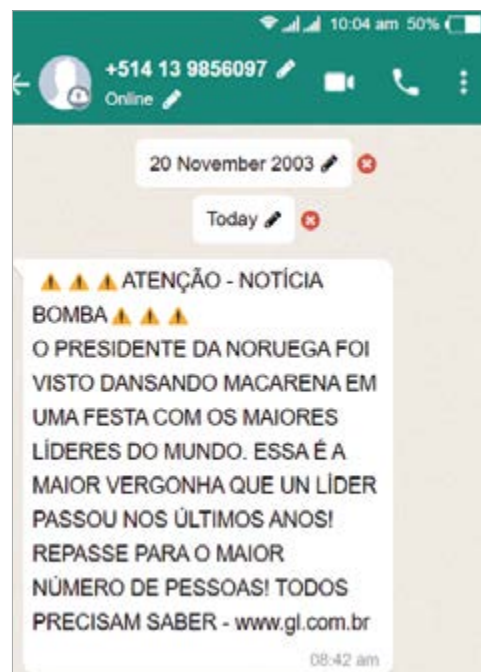 10:04 am 50%
+514 13 9856097
Online
20 November 2003
Today
⚠️ ⚠️ ⚠️ ATENÇÃO - NOTÍCIA
BOMBA ⚠️ ⚠️ ⚠️
O PRESIDENTE DA NORUEGA FOI
VISTO DANSANDO MACARENA EM
UMA FESTA COM OS MAIORES
LÍDERES DO MUNDO. ESSA É A
MAIOR VERGONHA QUE UN LÍDER
PASSOU NOS ÚLTIMOS ANOS!
REPASSE PARA O MAIOR
NÚMERO DE PESSOAS! TODOS
PRECISAM SABER - www.gl.com.br
08:42 am